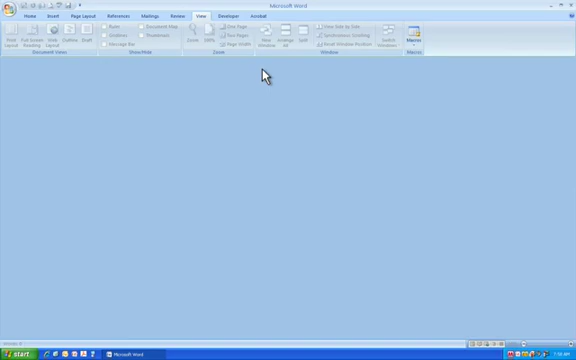 Microsoft Word
Home Insert Page Layout References Mailings Review View Developer Acrobat
Print Layout Full Screen Reading Web Layout Outline Draft
Ruler Document Map
Gridlines Thumbnails
Message Bar
Zoom 100%
One Page
Two Pages
Page Width
New Window Arrange All Split
View Side by Side
Synchronous Scrolling
Reset Window Position
Switch Windows
Macros
Document Views Show/Hide Zoom Window Macros
start Microsoft Word